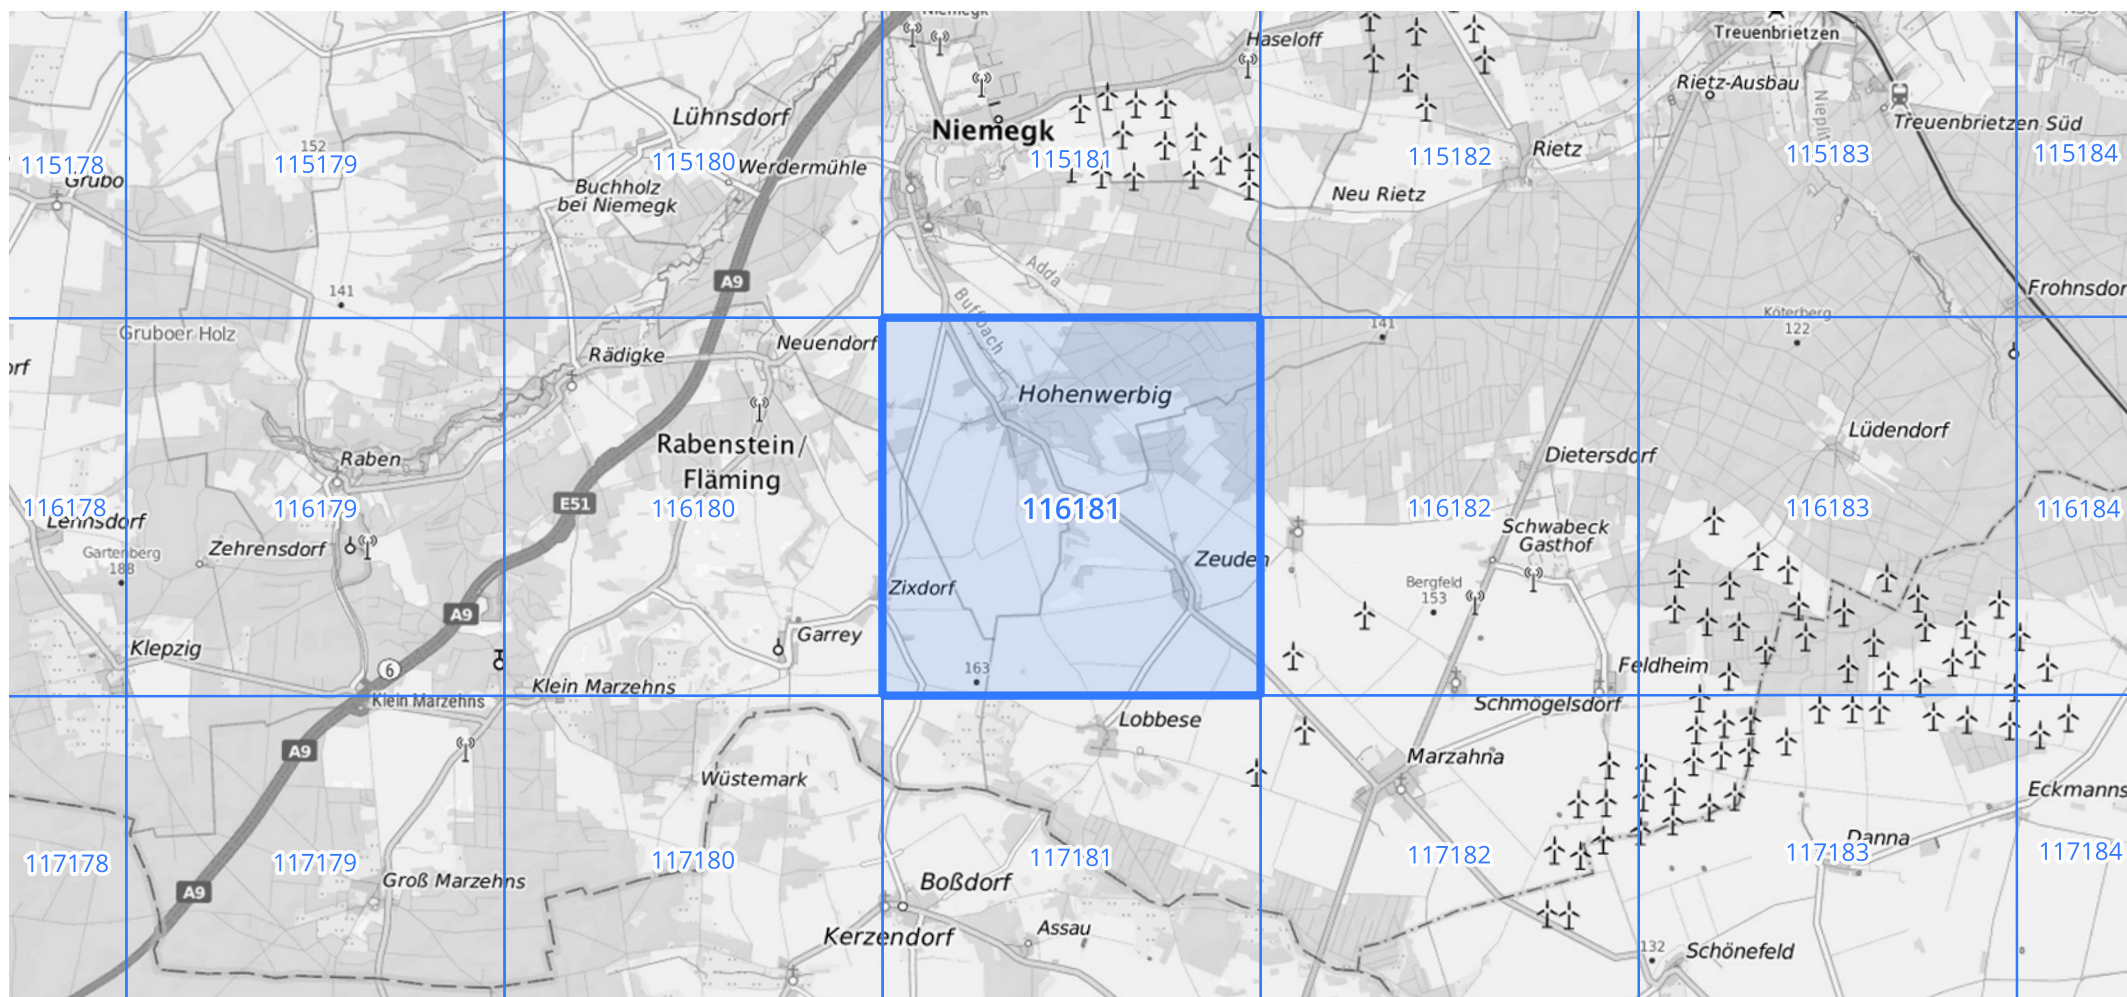 Niemegk
Haseloff
Treuenbrietzen
Rietz-Ausbau
Nieplitz
Treuenbrietzen Süd
Lühnsdorf
Niemegk
152
115178
115179
115180
115181
115182
115183
115184
Grubo
Werdermühle
Rietz
Buchholz
bei Niemegk
Neu Rietz
Adda
A9
141
Frohnsdor
Buffbach
Gruboer Holz
Köterberg
122
141
orf
Rädigke
Neuendorf
Hohenwerbig
Lüdendorf
Rabenstein/
Fläming
Raben
Dietersdorf
E51
116178
116179
116180
116181
116182
116183
116184
Lehnsdorf
Schwabeck
Gasthof
Zehrensdorf
Gartenberg
188
Zeuden
Zixdorf
Bergfeld
153
A9
Garrey
Klepzig
6
163
Feldheim
Klein Marzehns
Klein Marzehns
Schmögelsdorf
Lobbese
A9
Marzahna
Wüstemark
Eckmanns
Danna
117178
117179
117180
117181
117182
117183
117184
Groß Marzehns
Boßdorf
A9
Assau
Kerzendorf
132
Schönefeld